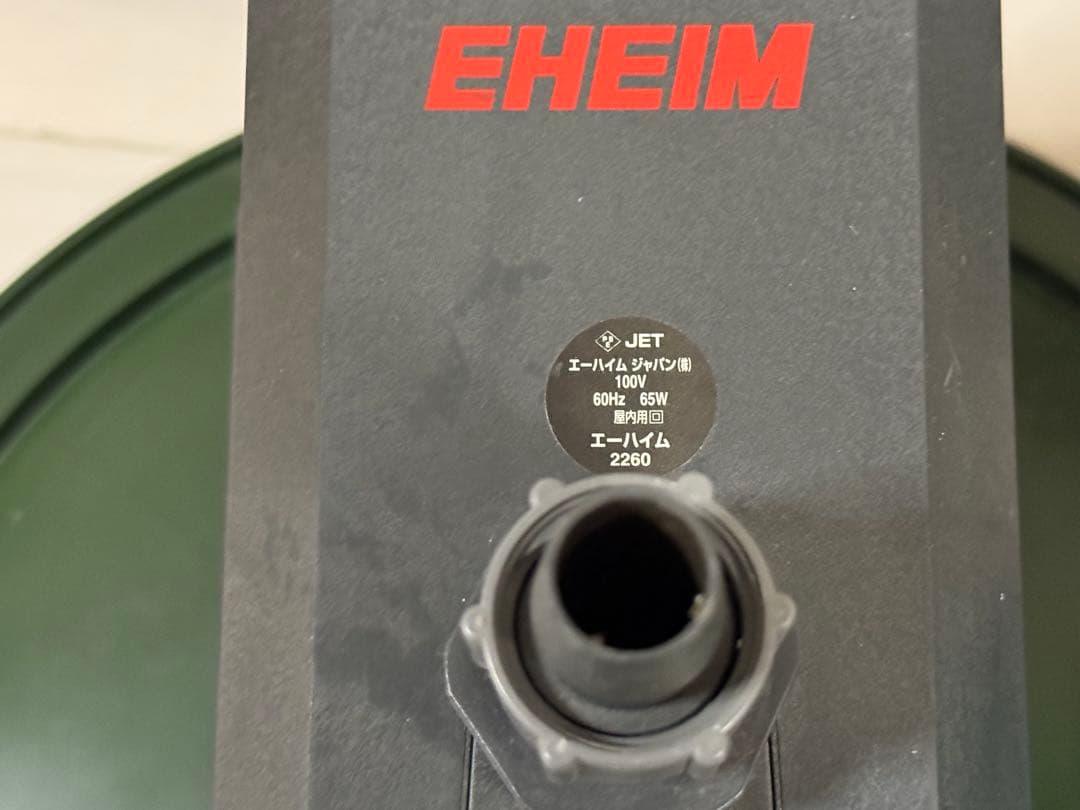 EHEIM
JET
エーハイム ジャパン(株)
100V
60Hz 65W
屋内用
エーハイム
2260